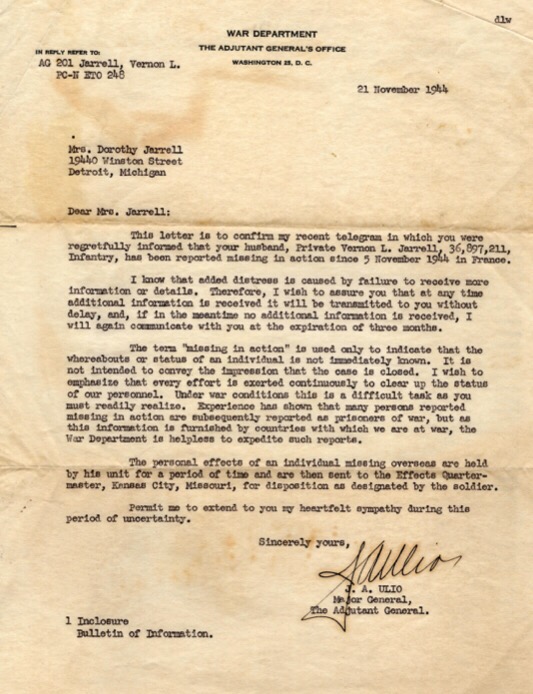 dlw
WAR DEPARTMENT
THE ADJUTANT GENERAL'S OFFICE
WASHINGTON 25, D. C.
IN REPLY REFER TO:
AG 201 Jarrell, Vernon L.
PC-N ETO 248
21 November 1944
Mrs. Dorothy Jarrell
19440 Winston Street
Detroit, Michigan
Dear Mrs. Jarrell:
This letter is to confirm my recent telegram in which you were
regretfully informed that your husband, Private Vernon L. Jarrell, 36,897,211,
Infantry, has been reported missing in action since 5 November 1944 in France.
I know that added distress is caused by failure to receive more
information or details. Therefore, I wish to assure you that at any time
additional information is received it will be transmitted to you without
delay, and, if in the meantime no additional information is received, I
will again communicate with you at the expiration of three months.
The term "missing in action" is used only to indicate that the
whereabouts or status of an individual is not immediately known. It is
not intended to convey the impression that the case is closed. I wish to
emphasize that every effort is exerted continuously to clear up the status
of our personnel. Under war conditions this is a difficult task as you
must readily realize. Experience has shown that many persons reported
missing in action are subsequently reported as prisoners of war, but as
this information is furnished by countries with which we are at war, the
War Department is helpless to expedite such reports.
The personal effects of an individual missing overseas are held
by his unit for a period of time and are then sent to the Effects Quarter-
master, Kansas City, Missouri, for disposition as designated by the soldier.
Permit me to extend to you my heartfelt sympathy during this
period of uncertainty.
Sincerely yours,
JAUlio
J. A. ULIO
Major General,
The Adjutant General.
1 Inclosure
Bulletin of Information.